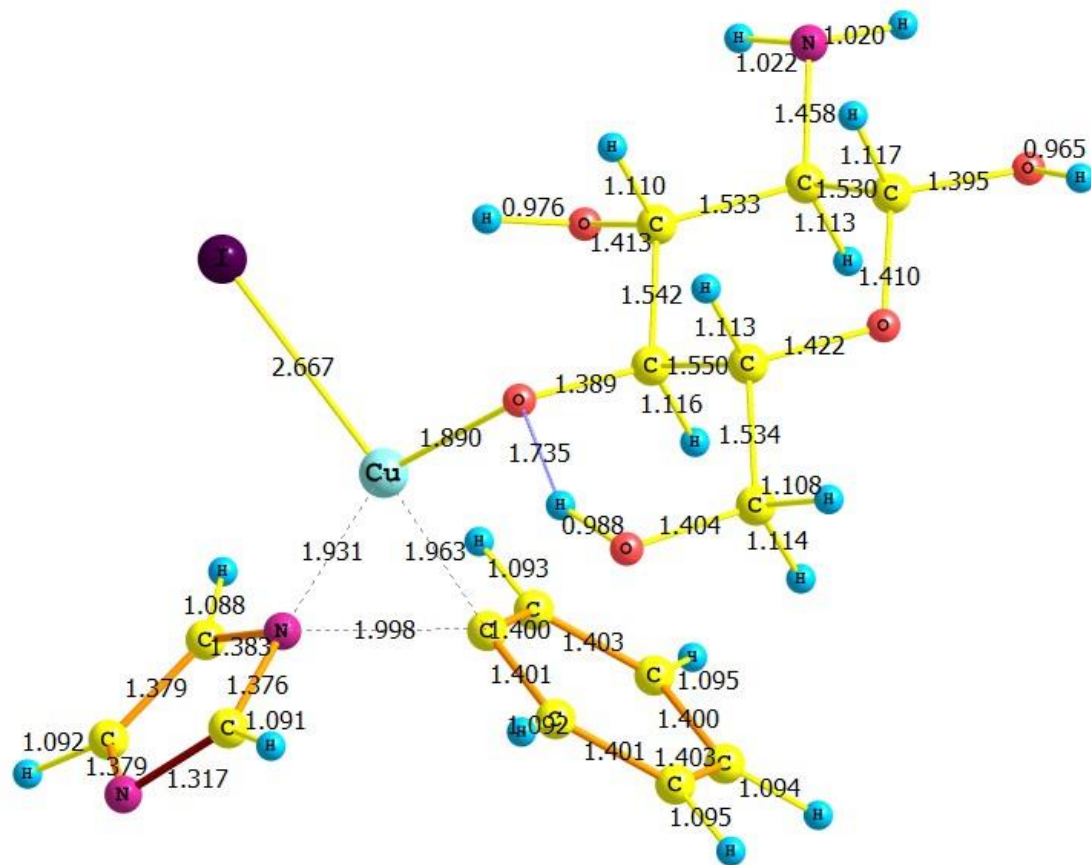 H N 1.020 H
1.022
1.458 H
H 1.117 O 0.965
H
1.110 C 1.530 C 1.395
H 0.976 O C 1.533 1.113
1.413
I H 1.410
1.542 H
1.113 O
2.667 C 1.550 C 1.422
O 1.389
1.116
1.890 H 1.534
1.735
Cu
H C 1.108 H
0.988 1.404
H O 1.114
1.931 1.963 H
H 1.093
1.088
C N 1.998 C 1.400 C
1.383 1.403
1.379 1.376 1.401 C H
1.095
1.092 C C 1.091 H 1.092 C 1.400
H 1.379 H
1.317 1.401 1.403 C
N C 1.094
1.095 H
H